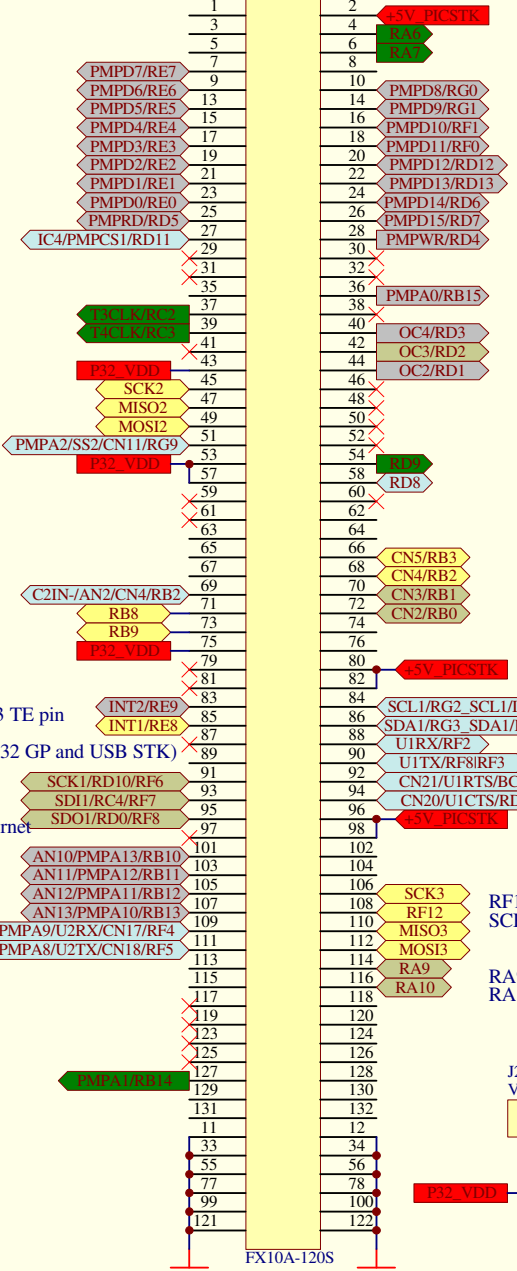 1 2 +5V_PICSTK
3 4 RA6
5 6 RA7
PMPD7/RE7 7 8
PMPD6/RE6 9 10 PMPD8/RG0
PMPD5/RE5 13 14 PMPD9/RG1
PMPD4/RE4 15 16 PMPD10/RF1
PMPD3/RE3 17 18 PMPD11/RF0
PMPD2/RE2 19 20 PMPD12/RD12
PMPD1/RE1 21 22 PMPD13/RD13
PMPD0/RE0 23 24 PMPD14/RD6
PMPRD/RD5 25 26 PMPD15/RD7
IC4/PMPCS1/RD11 27 28 PMPWR/RD4
29 30
31 32
35 36 PMPA0/RB15
T3CLK/RC2 37 38
T4CLK/RC3 39 40 OC4/RD3
41 42 OC3/RD2
P32_VDD 43 44 OC2/RD1
SCK2 45 46
MISO2 47 48
MOSI2 49 50
PMPA2/SS2/CN11/RG9 51 52
P32_VDD 53 54 RD9
57 58 RD8
59 60
61 62
63 64
65 66 CN5/RB3
67 68 CN4/RB2
C2IN-/AN2/CN4/RB2 69 70 CN3/RB1
RB8 71 72 CN2/RB0
RB9 73 74
P32_VDD 75 76
79 80 +5V_PICSTK
81 82
INT2/RE9 83 84 SCL1/RG2_SCL1/
3 TE pin
INT1/RE8 85 86 SDA1/RG3_SDA1/
87 88 U1RX/RF2
32 GP and USB STK)
89 90 U1TX/RF8|RF3
SCK1/RD10/RF6 91 92 CN21/U1RTS/BC
SDI1/RC4/RF7 93 94 CN20/U1CTS/RD
SDO1/RD0/RF8 95 96 +5V_PICSTK
rnet
97 98
AN10/PMPA13/RB10 101 102
AN11/PMPA12/RB11 103 104
AN12/PMPA11/RB12 105 106 SCK3
AN13/PMPA10/RB13 107 108 RF12
RF1
SC
PMPA9/U2RX/CN17/RF4 109 110 MISO3
PMPA8/U2TX/CN18/RF5 111 112 MOSI3
113 114 RA9
RA
115 116 RA10
RA
117 118
119 120
123 124
125 126
PMPA1/RB14 127 128
J2
V
129 130
131 132
11 12
33 34
55 56
77 78
P32_VDD
99 100
121 122
FX10A-120S